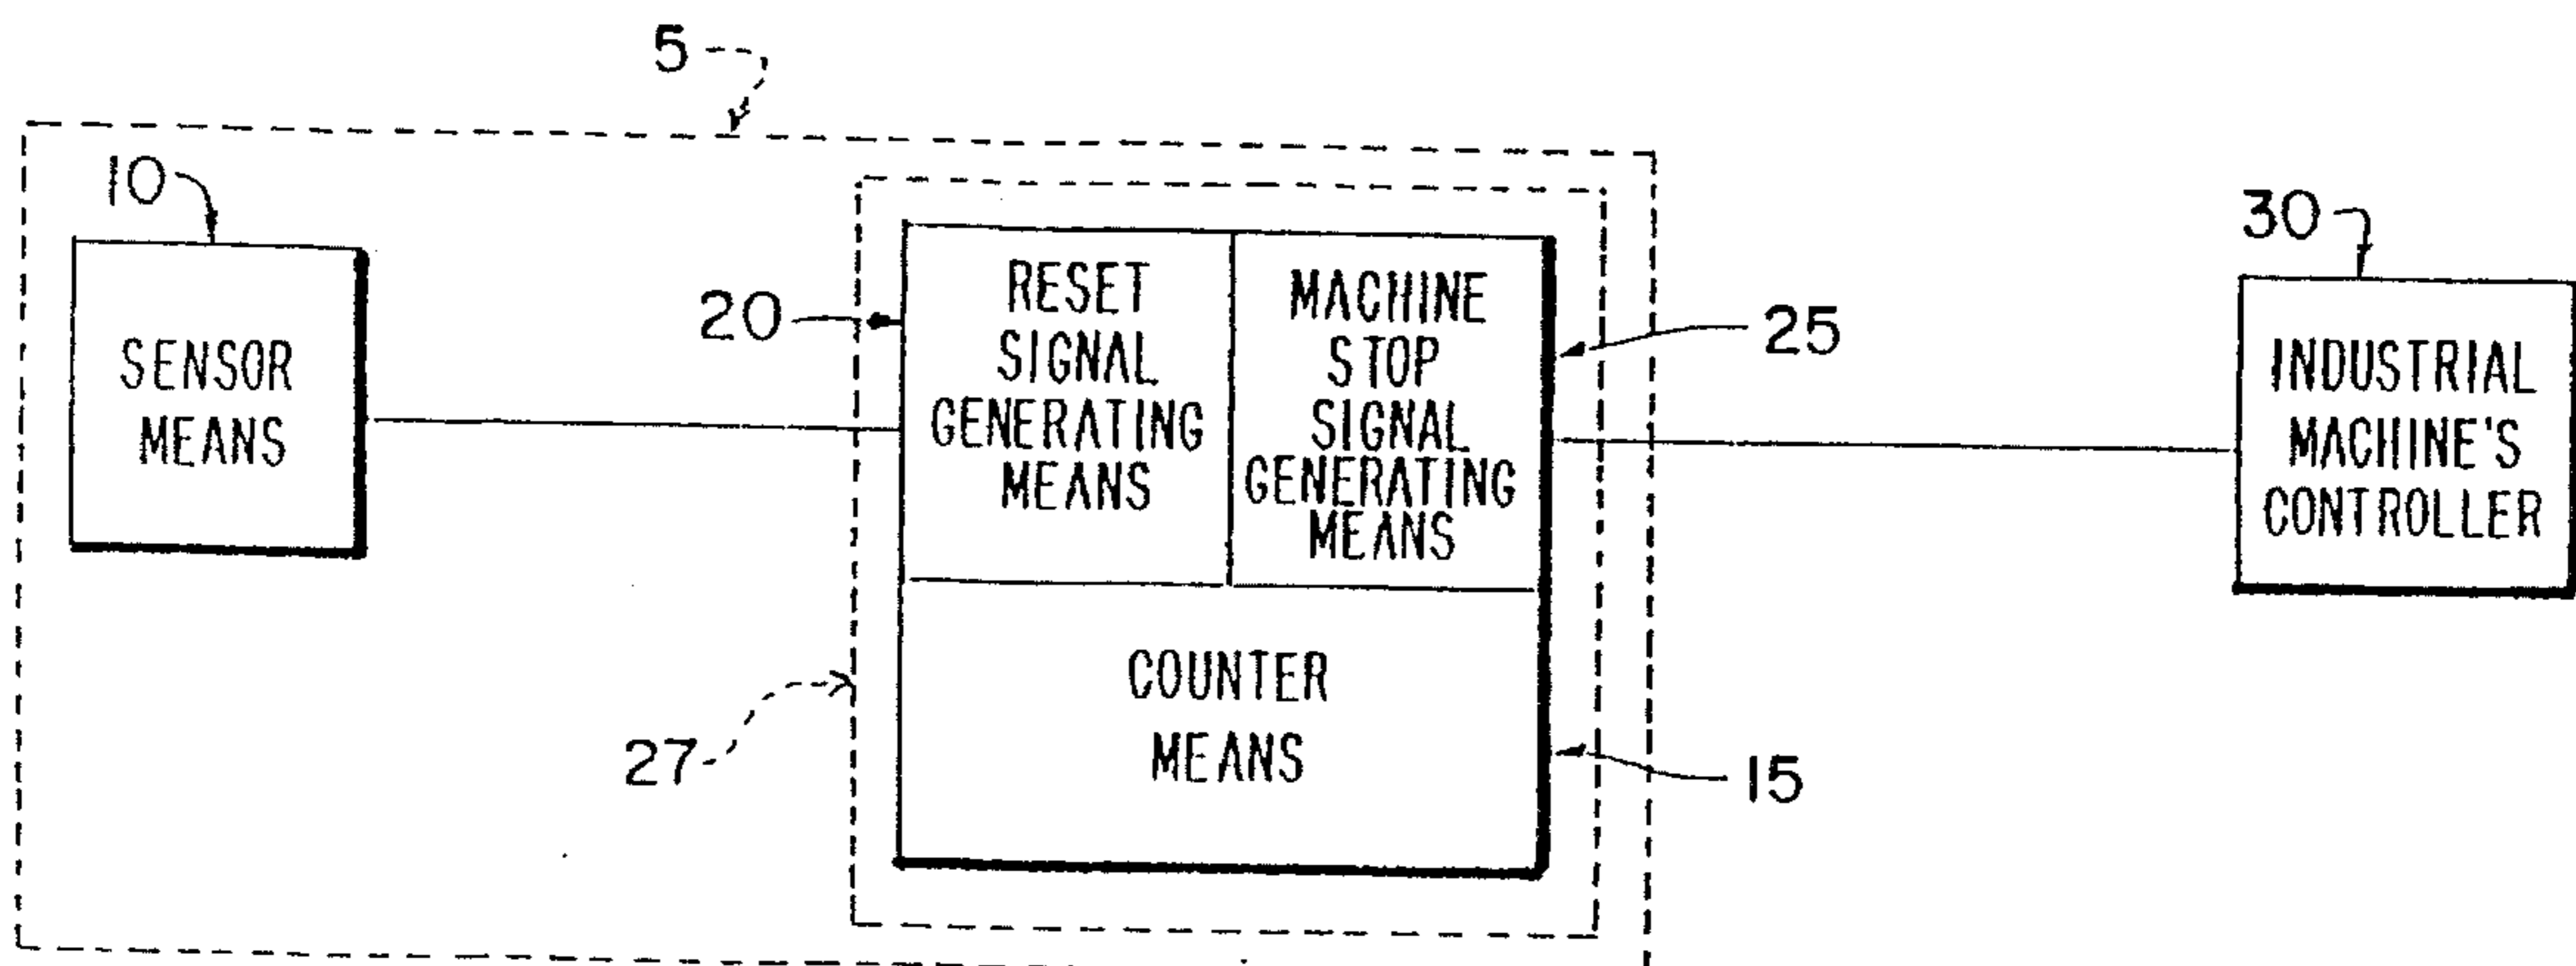 5
10
SENSOR
MEANS
20
RESET
SIGNAL
GENERATING
MEANS
MACHINE
STOP
SIGNAL
GENERATING
MEANS
25
COUNTER
MEANS
27
15
30
INDUSTRIAL
MACHINE'S
CONTROLLER